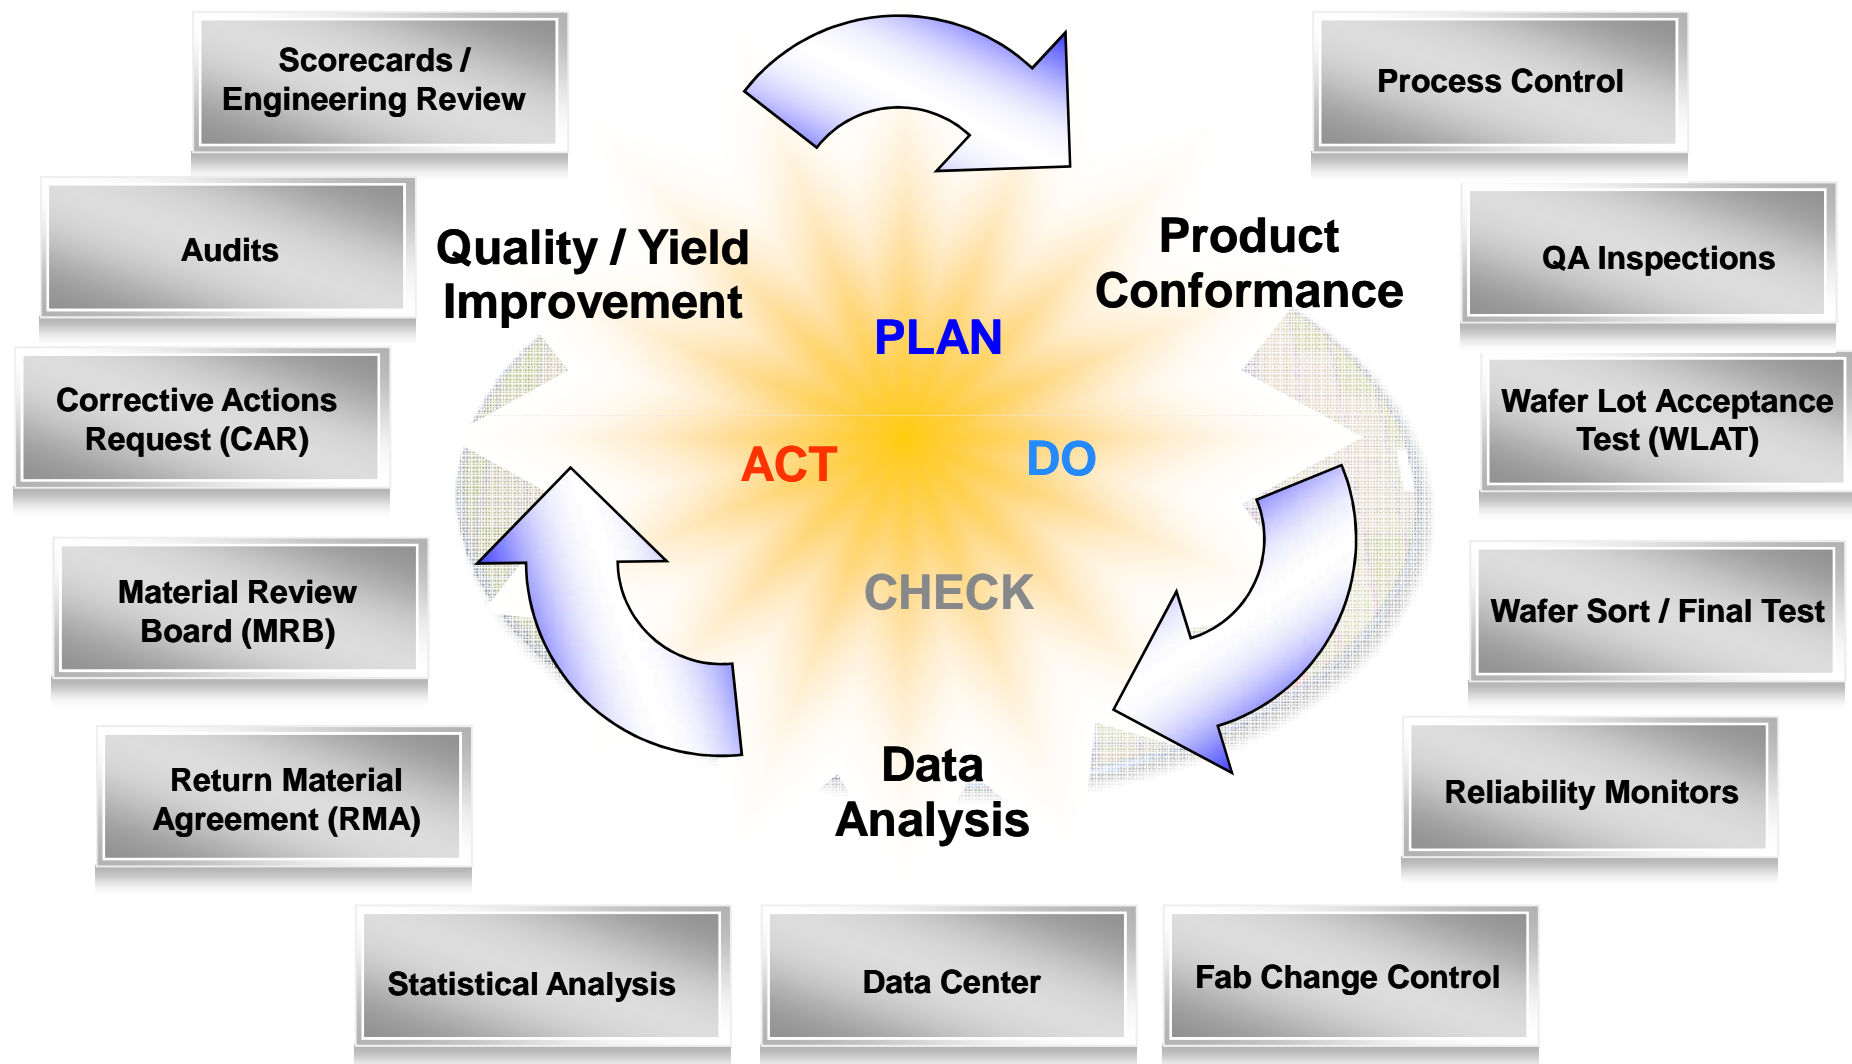 Scorecards /
Engineering Review
Process Control
Audits
Quality / Yield
Improvement
Product
Conformance
QA Inspections
PLAN
Corrective Actions
Request (CAR)
ACT
DO
Wafer Lot Acceptance
Test (WLAT)
CHECK
Material Review
Board (MRB)
Wafer Sort / Final Test
Return Material
Agreement (RMA)
Data
Analysis
Reliability Monitors
Statistical Analysis
Data Center
Fab Change Control